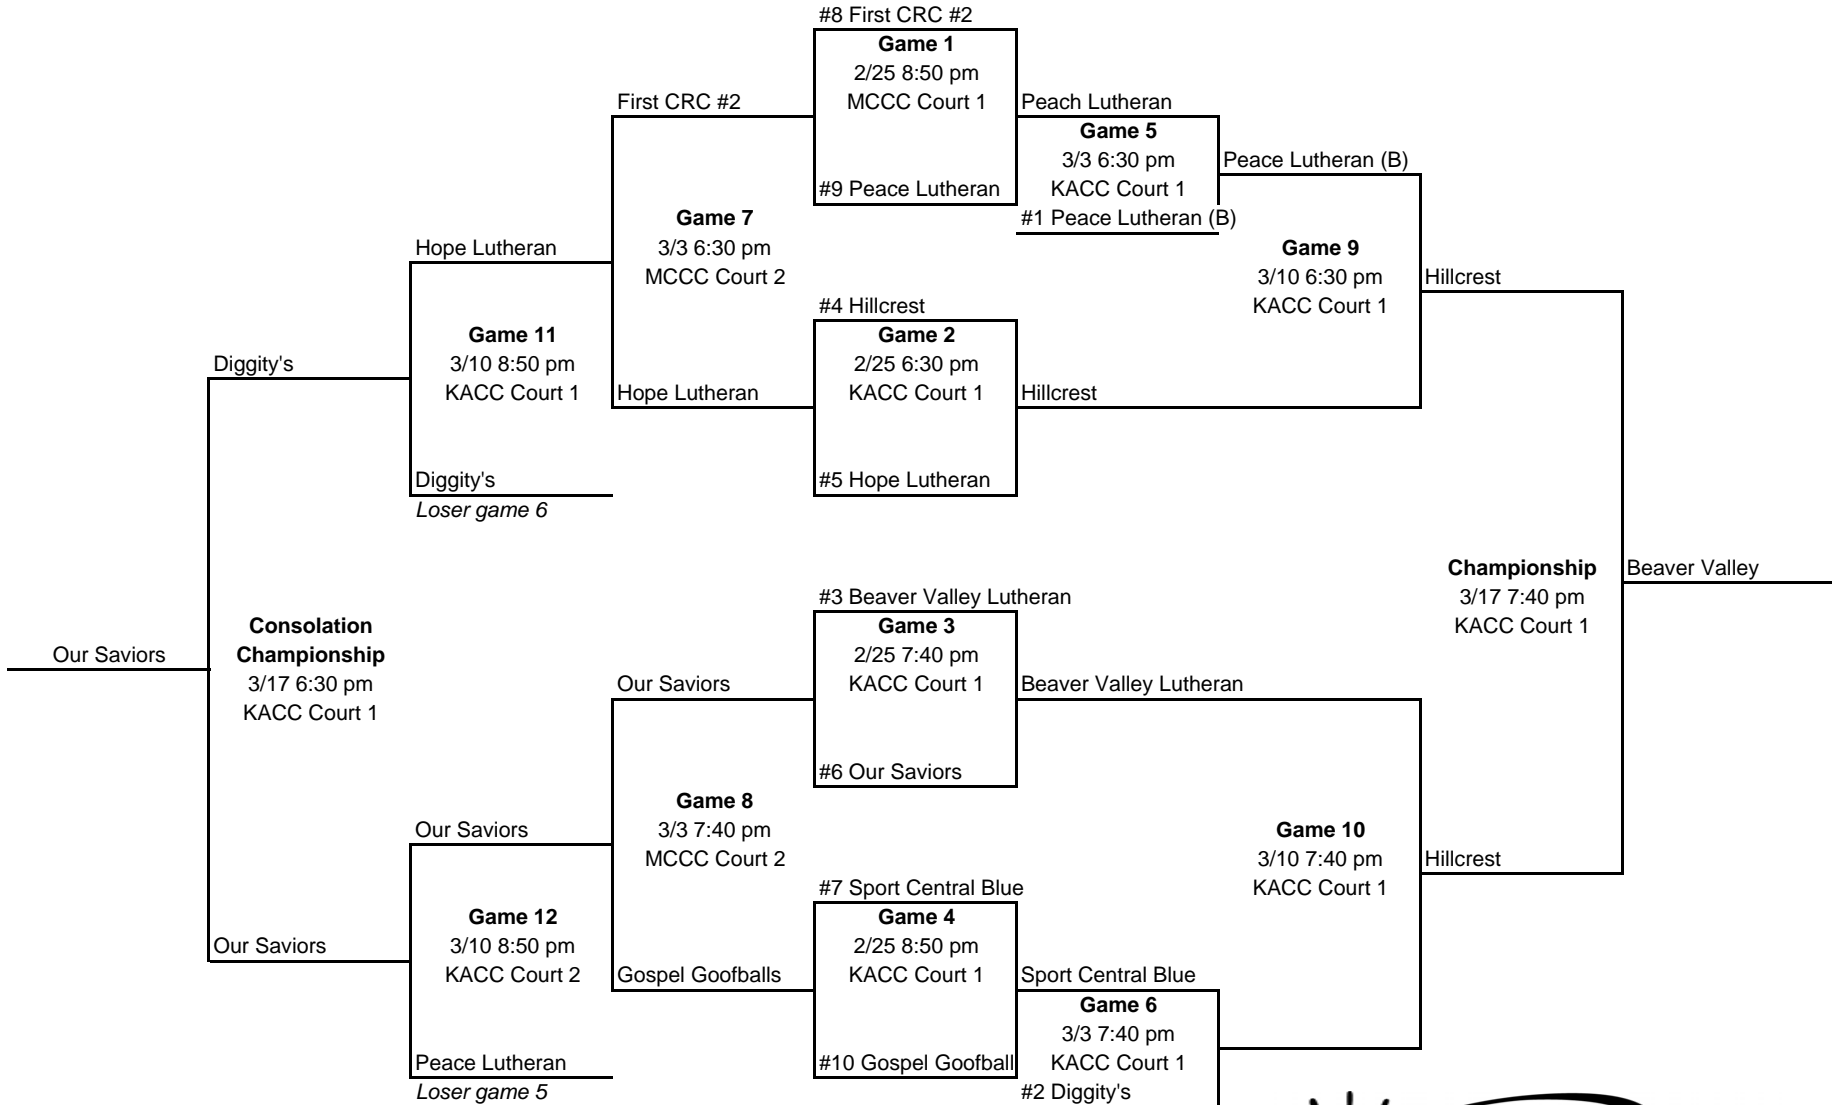 #8 First CRC #2
Game 1
2/25 8:50 pm
MCCC Court 1
#9 Peace Lutheran
First CRC #2
Peach Lutheran
Game 5
3/3 6:30 pm
KACC Court 1
#1 Peace Lutheran (B)
Peace Lutheran (B)
Game 7
3/3 6:30 pm
MCCC Court 2
Game 9
3/10 6:30 pm
KACC Court 1
Hope Lutheran
Hillcrest
#4 Hillcrest
Game 2
2/25 6:30 pm
KACC Court 1
#5 Hope Lutheran
Game 11
3/10 8:50 pm
KACC Court 1
Diggity's
Hope Lutheran
Hillcrest
Diggity's
Loser game 6
Championship
3/17 7:40 pm
KACC Court 1
Beaver Valley
#3 Beaver Valley Lutheran
Game 3
2/25 7:40 pm
KACC Court 1
#6 Our Saviors
Consolation
Championship
3/17 6:30 pm
KACC Court 1
Our Saviors
Our Saviors
Beaver Valley Lutheran
Game 8
3/3 7:40 pm
MCCC Court 2
Our Saviors
Game 10
3/10 7:40 pm
KACC Court 1
Hillcrest
#7 Sport Central Blue
Game 4
2/25 8:50 pm
KACC Court 1
#10 Gospel Goofball
Game 12
3/10 8:50 pm
KACC Court 2
Our Saviors
Gospel Goofballs
Sport Central Blue
Game 6
3/3 7:40 pm
KACC Court 1
#2 Diggity's
Peace Lutheran
Loser game 5